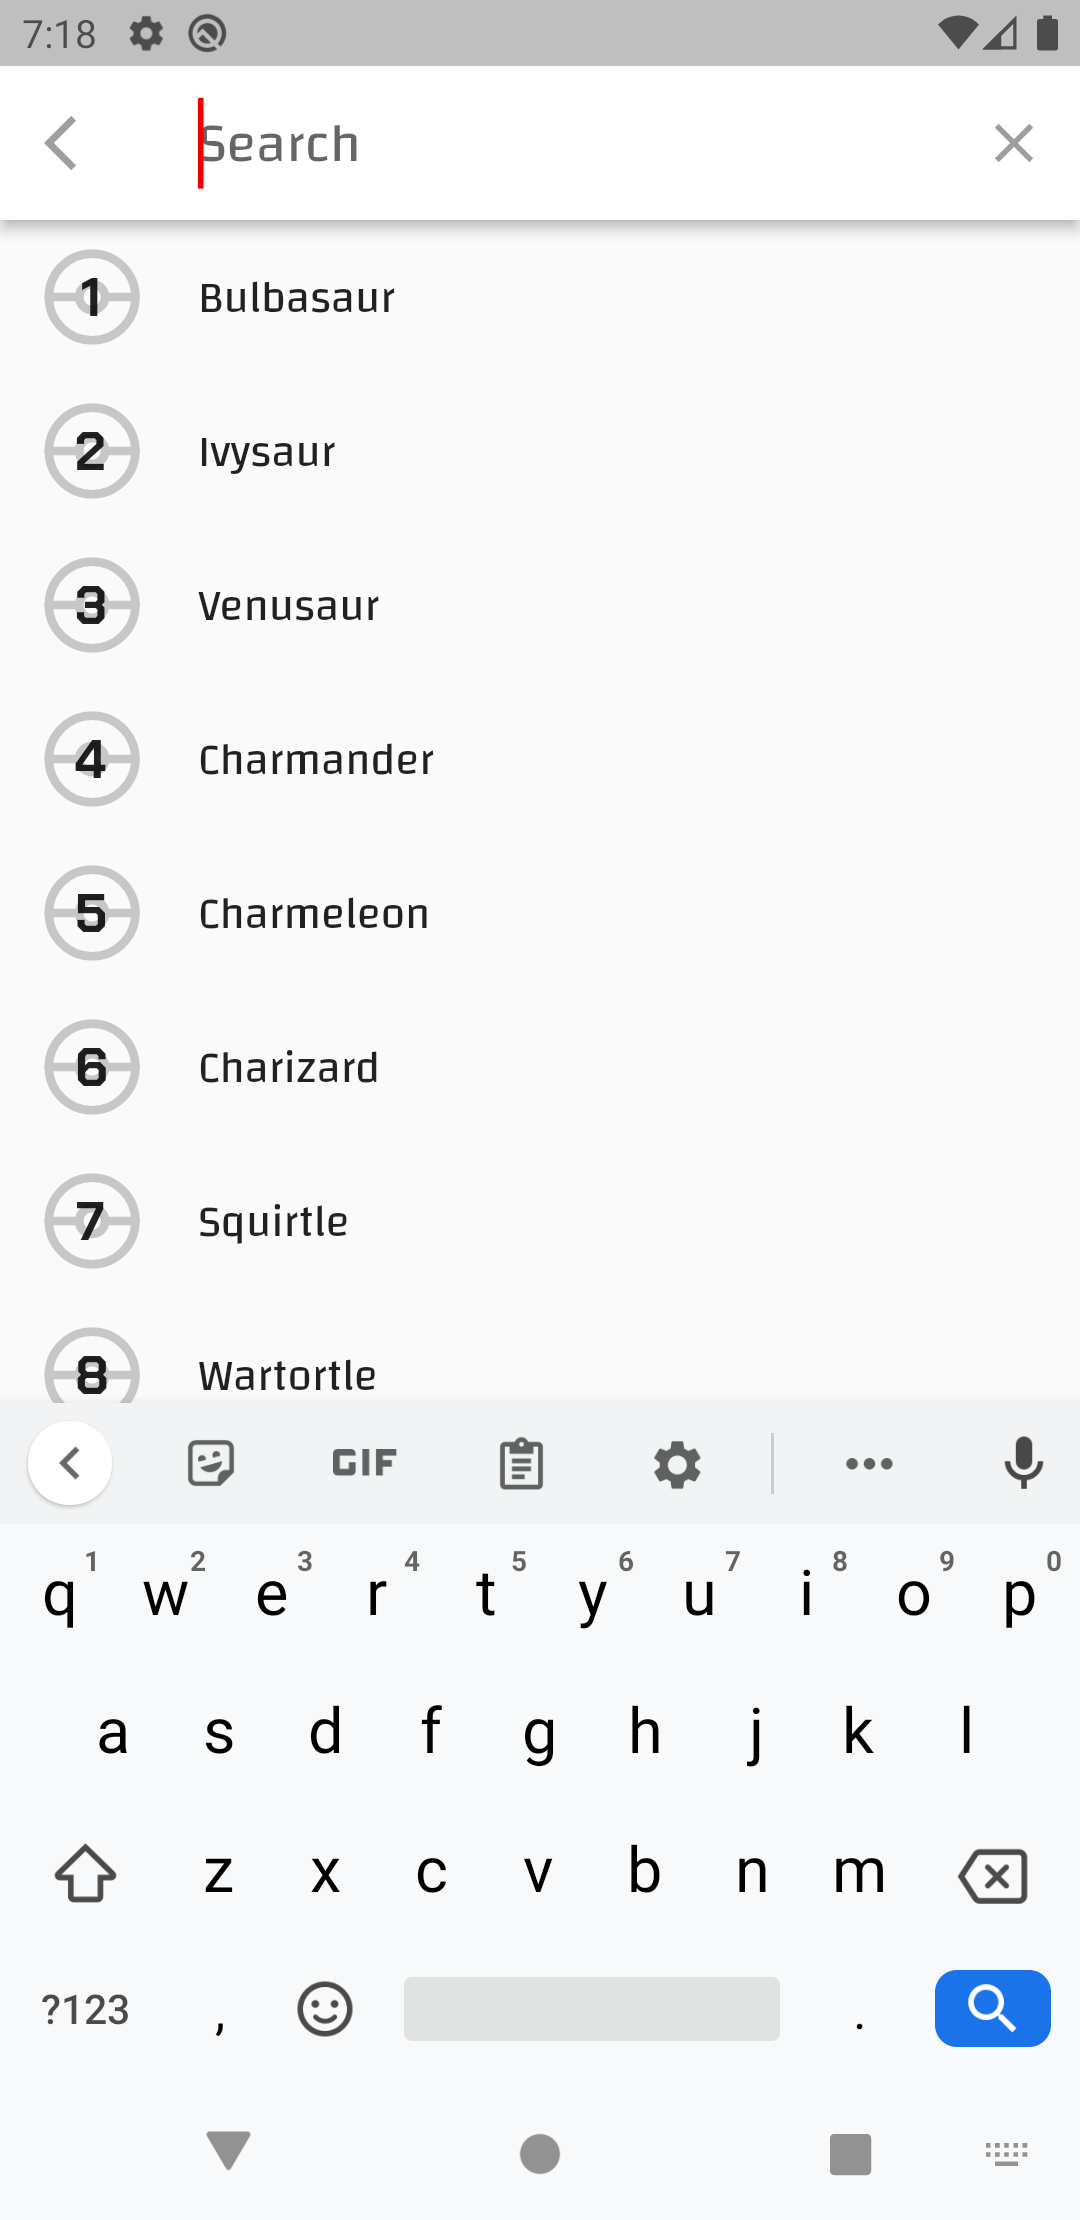 7:18
Search
1 Bulbasaur
2 Ivysaur
3 Venusaur
4 Charmander
5 Charmeleon
6 Charizard
7 Squirtle
8 Wartortle
GIF
1 2 3 4 5 6 7 8 9 0
q w e r t y u i o p
a s d f g h j k l
z x c v b n m
?123 , .